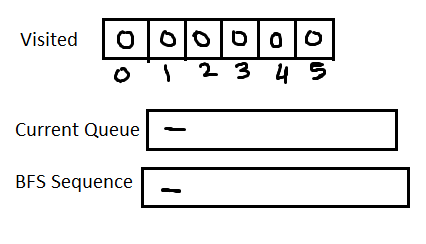 Visited 0 0 0 0 0 0
0 1 2 3 4 5
Current Queue –
BFS Sequence –